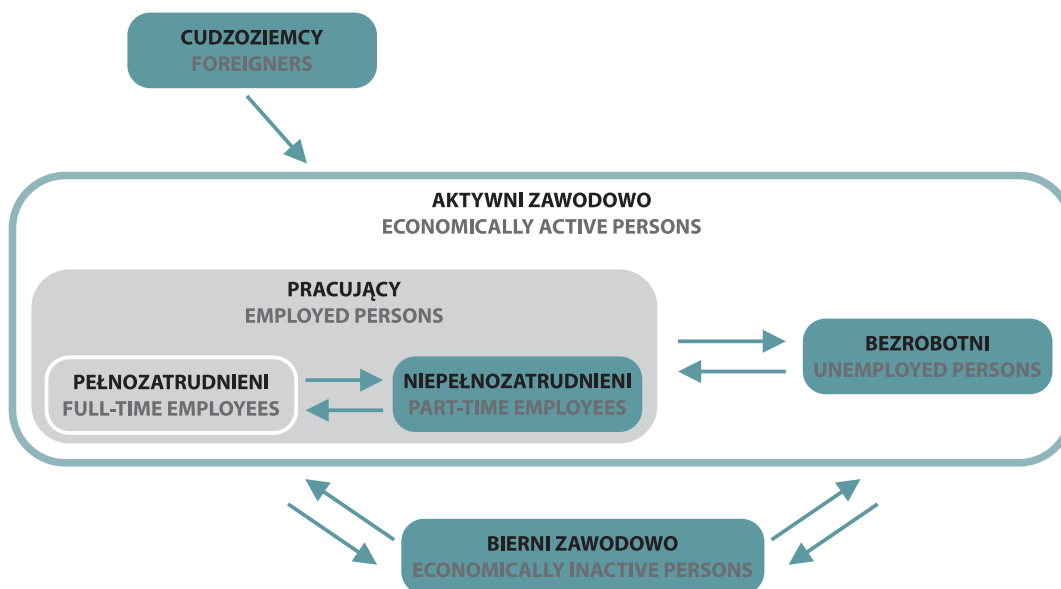 CUDZOZIEMCY
FOREIGNERS
AKTYWNI ZAWODOWO
ECONOMICALLY ACTIVE PERSONS
PRACUJĄCY
EMPLOYED PERSONS
PEŁNOZATRUDNIENI
FULL-TIME EMPLOYEES
NIEPEŁNOZATRUDNIENI
PART-TIME EMPLOYEES
BEZROBOTNI
UNEMPLOYED PERSONS
BIERNI ZAWODOWO
ECONOMICALLY INACTIVE PERSONS